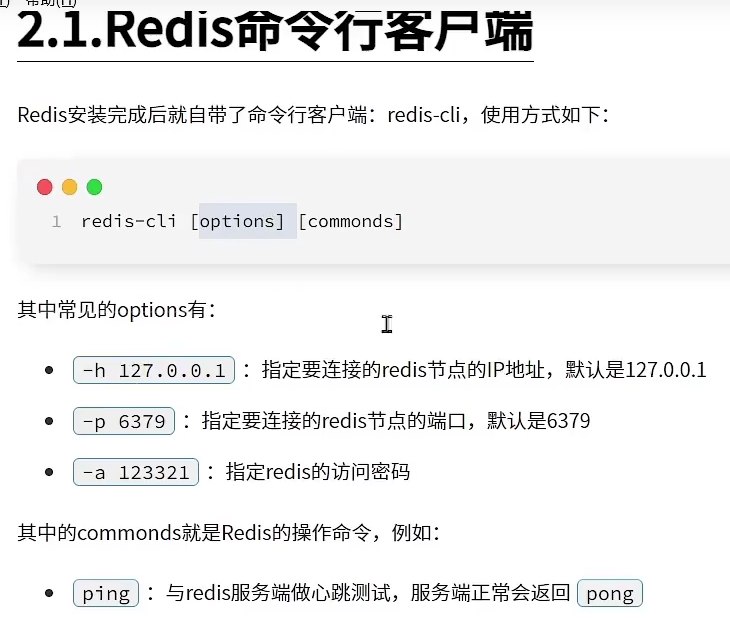 帮助(H)
2.1.Redis命令行客户端
Redis安装完成后就自带了命令行客户端：redis-cli，使用方式如下：
1 redis-cli [options] [commonds]
其中常见的options有：
-h 127.0.0.1 ：指定要连接的redis节点的IP地址，默认是127.0.0.1
-p 6379 ：指定要连接的redis节点的端口，默认是6379
-a 123321 ：指定redis的访问密码
其中的commonds就是Redis的操作命令，例如：
ping ：与redis服务端做心跳测试，服务端正常会返回 pong